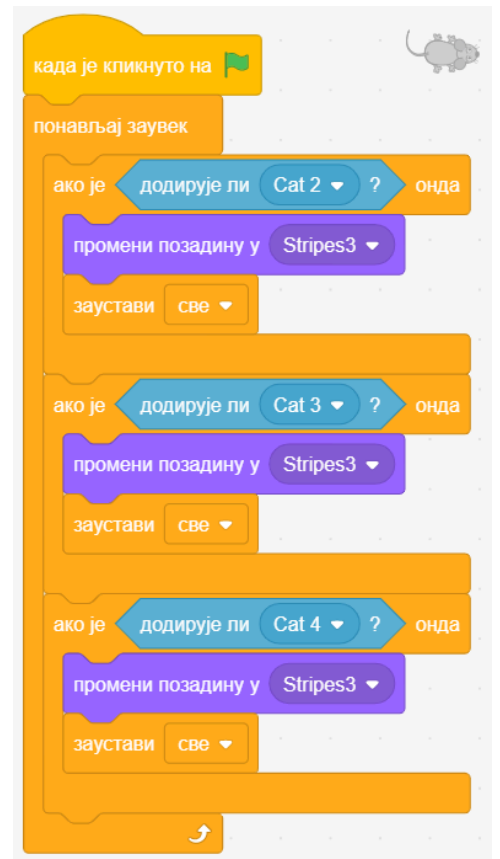 када је кликнуто на
понављај заувек
ако је додирује ли Cat 2 ? онда
промени позадину у Stripes3
заустави све
ако је додирује ли Cat 3 ? онда
промени позадину у Stripes3
заустави све
ако је додирује ли Cat 4 ? онда
промени позадину у Stripes3
заустави све